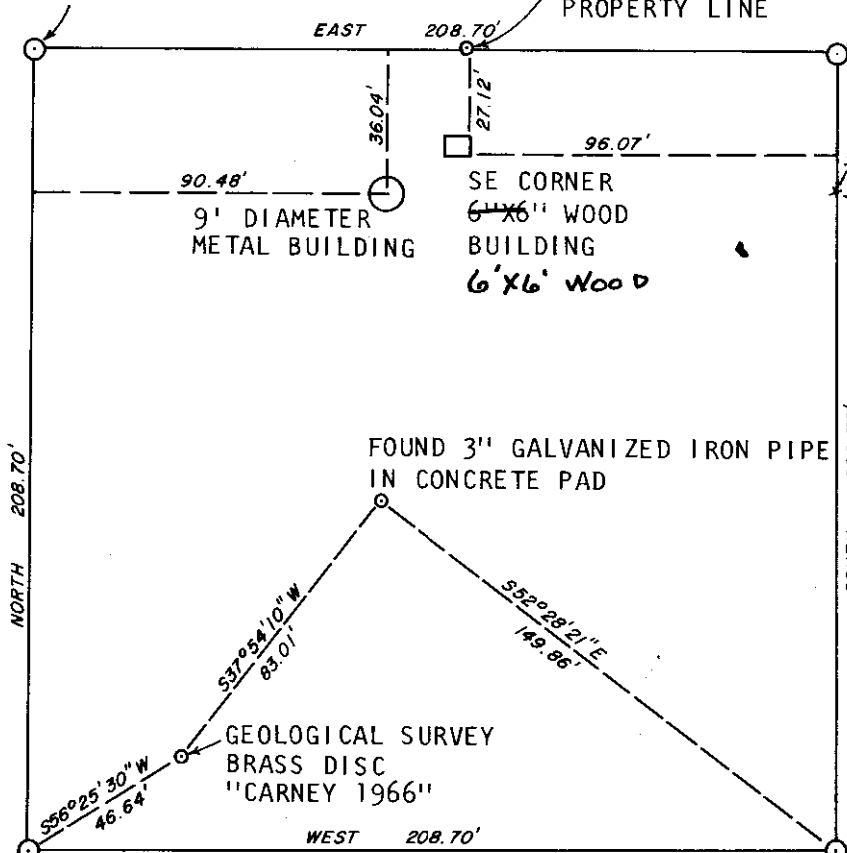 PROPERTY LINE
EAST 208.70'
36.04'
27.12'
96.07'
90.48'
9' DIAMETER
METAL BUILDING
SE CORNER
6"X6" WOOD
BUILDING
6'X6' WOOD
FOUND 3" GALVANIZED IRON PIPE
IN CONCRETE PAD
NORTH 208.70'
S37°54'10"W
83.01'
S52°28'21"E
149.86'
GEOLOGICAL SURVEY
BRASS DISC
"CARNEY 1966"
S56°25'30"W
46.64'
WEST 208.70'